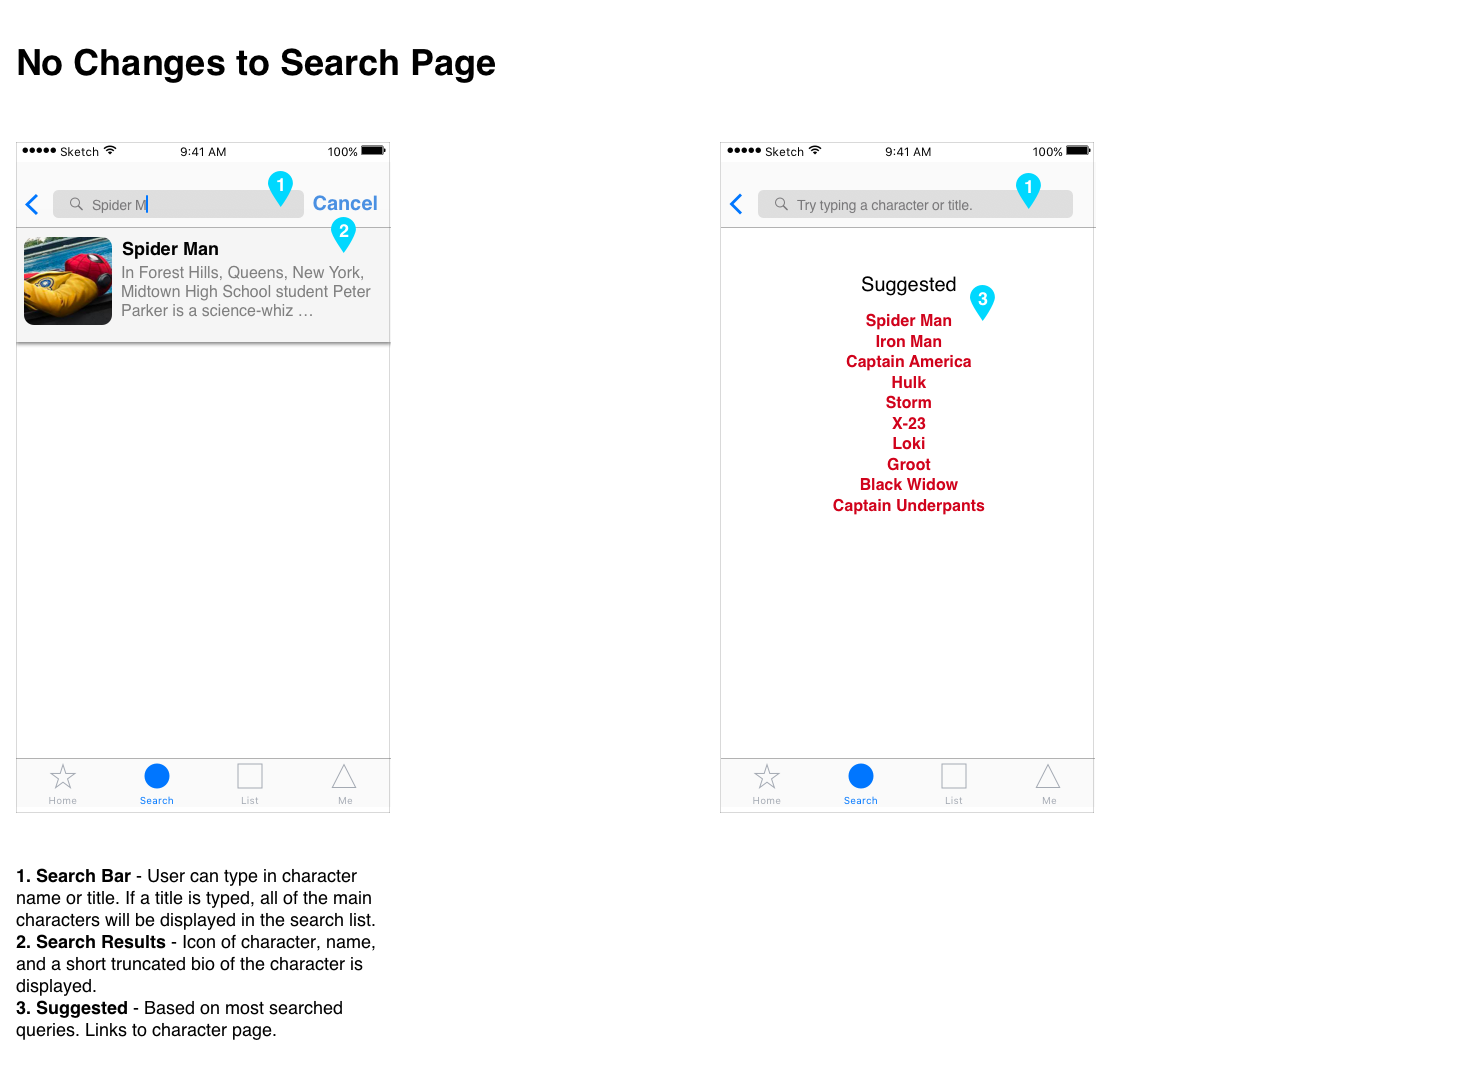 No Changes to Search Page
Sketch 9:41 AM 100%
1
Spider M Cancel
2
Spider Man
In Forest Hills, Queens, New York,
Midtown High School student Peter
Parker is a science-whiz ...
Home Search List Me
Sketch 9:41 AM 100%
1
Try typing a character or title.
Suggested
3
Spider Man
Iron Man
Captain America
Hulk
Storm
X-23
Loki
Groot
Black Widow
Captain Underpants
Home Search List Me
1. Search Bar - User can type in character
name or title. If a title is typed, all of the main
characters will be displayed in the search list.
2. Search Results - Icon of character, name,
and a short truncated bio of the character is
displayed.
3. Suggested - Based on most searched
queries. Links to character page.